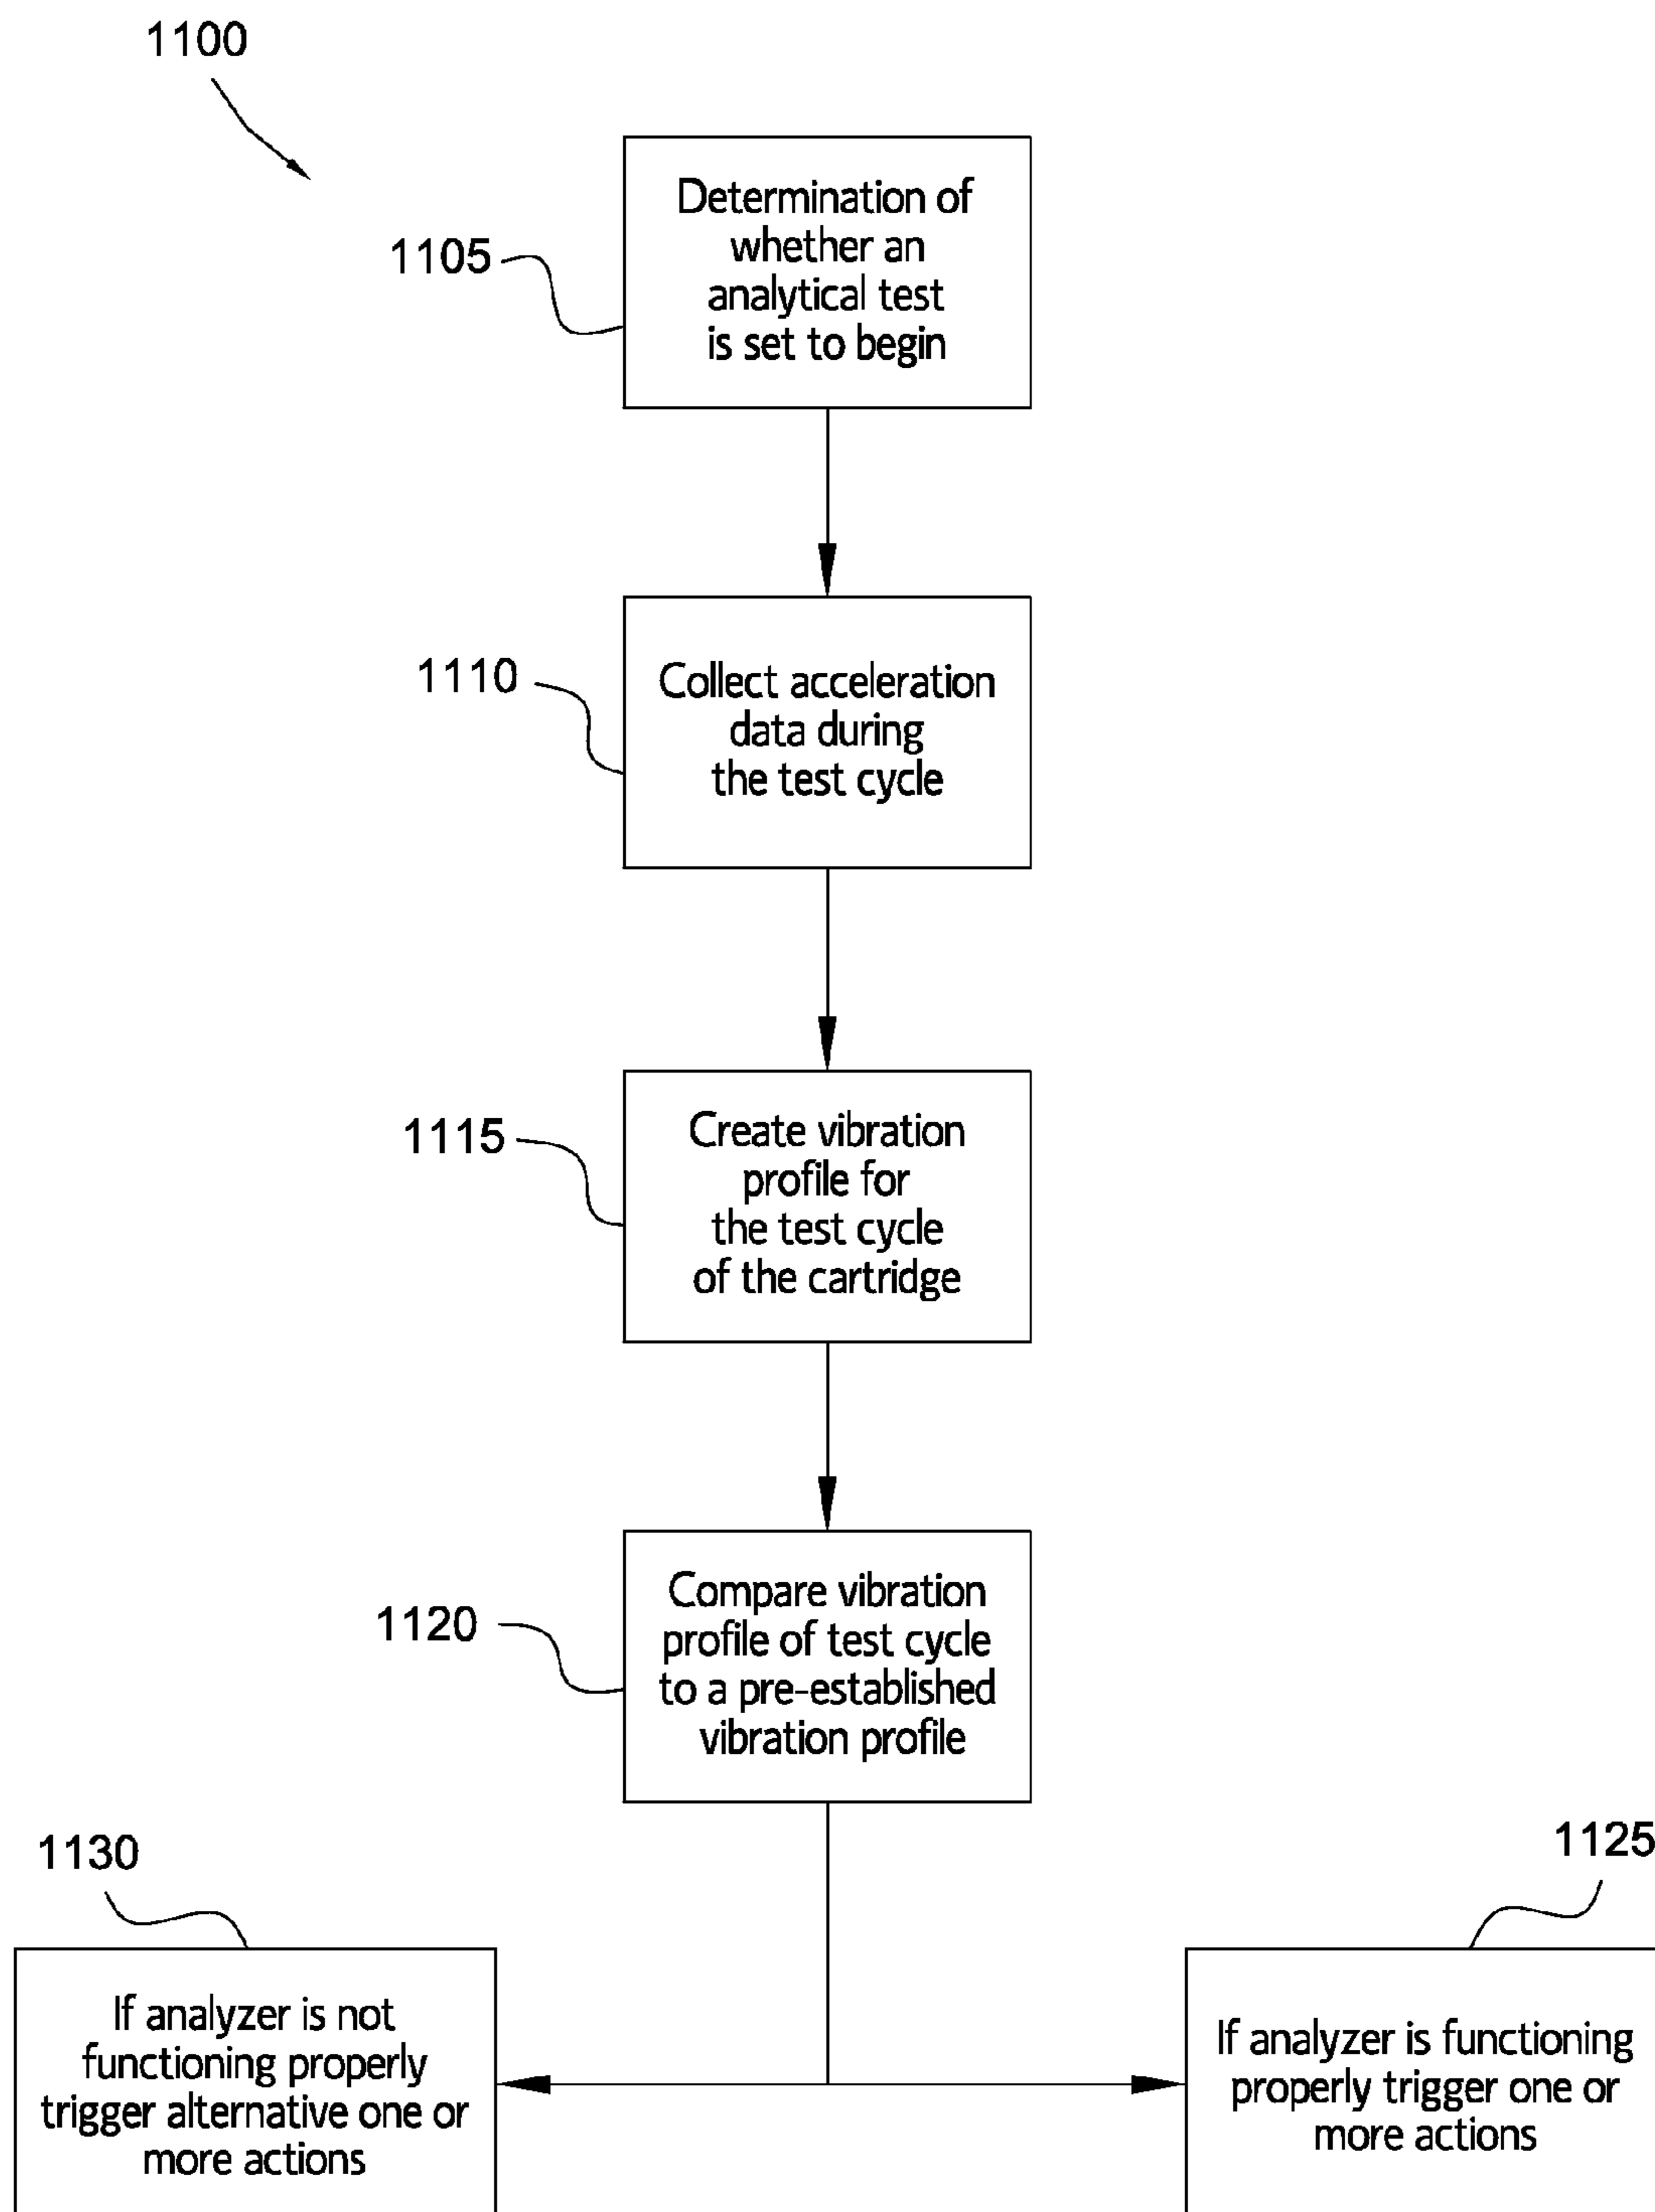 1100
1105
Determination of
whether an
analytical test
is set to begin
1110
Collect acceleration
data during
the test cycle
1115
Create vibration
profile for
the test cycle
of the cartridge
1120
Compare vibration
profile of test cycle
to a pre-established
vibration profile
1130
If analyzer is not
functioning properly
trigger alternative one or
more actions
1125
If analyzer is functioning
properly trigger one or
more actions